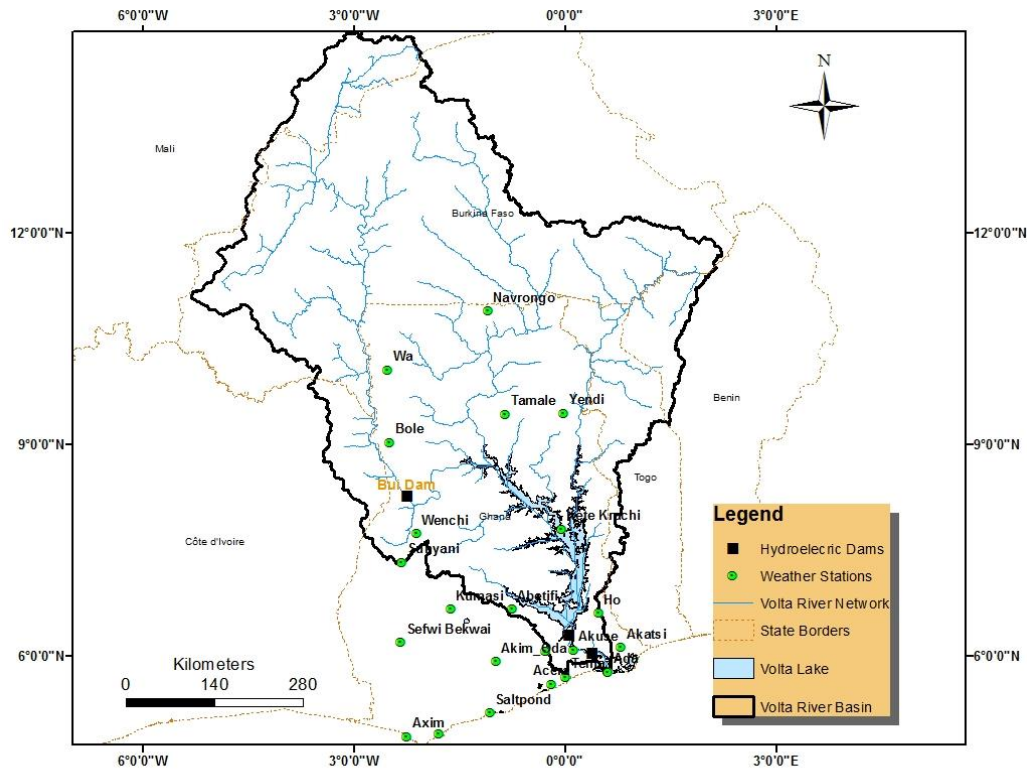 6°0'0"W 3°0'0"W 0°0'0" 3°0'0"E
N
Mali
Burkina Faso
12°0'0"N 12°0'0"N
Navrongo
Wa
Tamale Yendi
Benin
Bole
9°0'0"N 9°0'0"N
Togo
Bui Dam
Legend
Wenchi
Ghana
Kete Krachi
Côte d'Ivoire
Sunyani
Hydroelecric Dams
Weather Stations
Kumasi Abetifi Ho
Volta River Network
Sefwi Bekwai
Akuse Akatsi
State Borders
Akim_Oda
6°0'0"N 6°0'0"N
Tema Ada
Accra
Kilometers
Volta Lake
0 140 280
Saltpond
Volta River Basin
Axim
6°0'0"W 3°0'0"W 0°0'0" 3°0'0"E